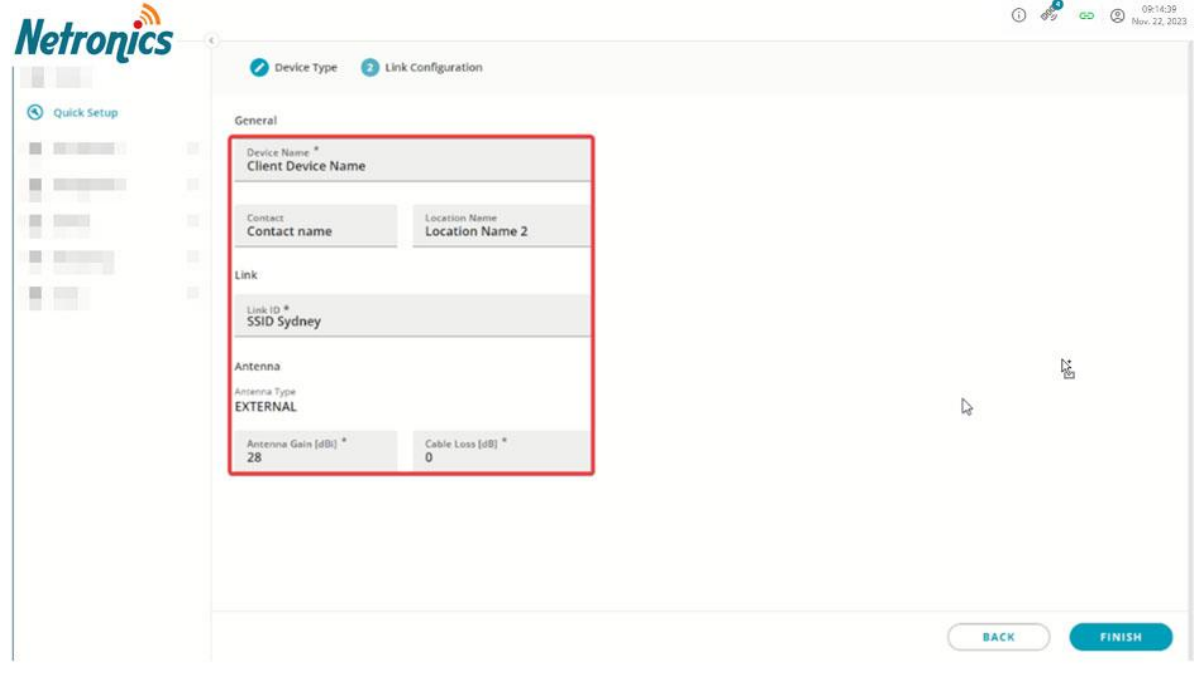 Netronics
4
09:14:39
Nov. 22, 2023
Device Type
2 Link Configuration
Quick Setup
General
Device Name *
Client Device Name
Contact
Contact name
Location Name
Location Name 2
Link
Link ID *
SSID Sydney
Antenna
Antenna Type
EXTERNAL
Antenna Gain [dBi] *
28
Cable Loss [dB] *
0
BACK
FINISH